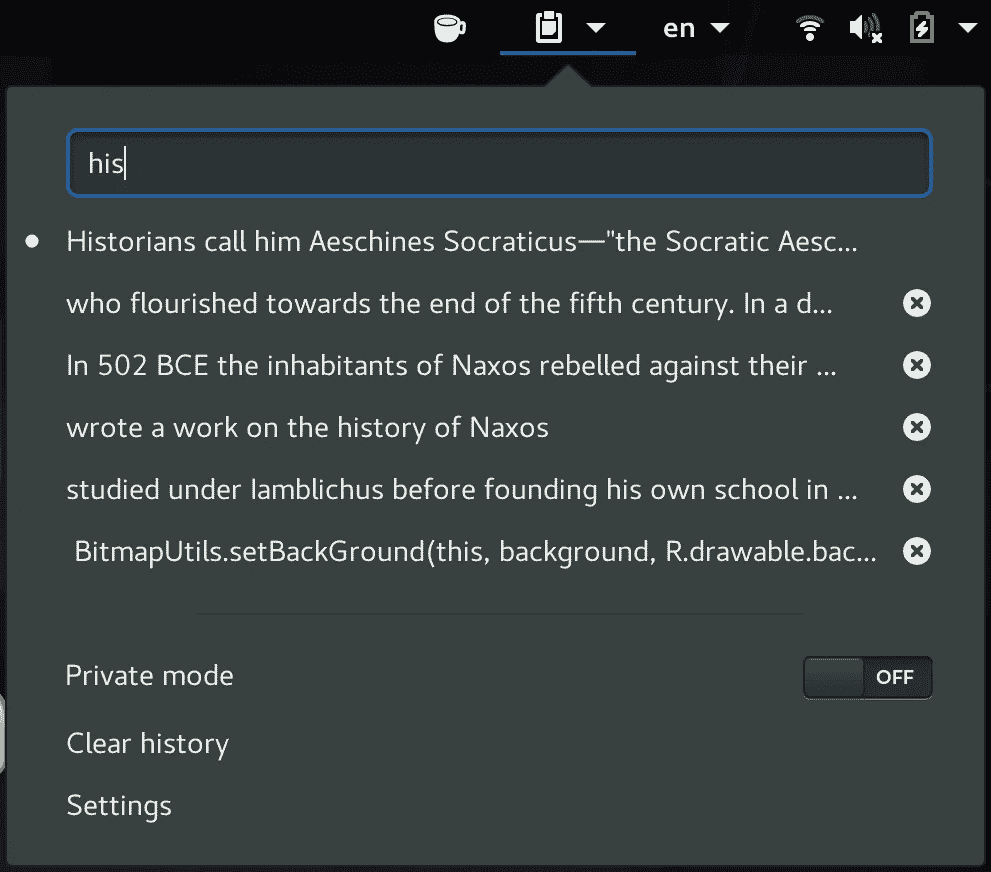 en
his
Historians call him Aeschines Socraticus—"the Socratic Aesc...
who flourished towards the end of the fifth century. In a d...
In 502 BCE the inhabitants of Naxos rebelled against their ...
wrote a work on the history of Naxos
studied under Iamblichus before founding his own school in ...
BitmapUtils.setBackGround(this, background, R.drawable.bac...
Private mode
OFF
Clear history
Settings